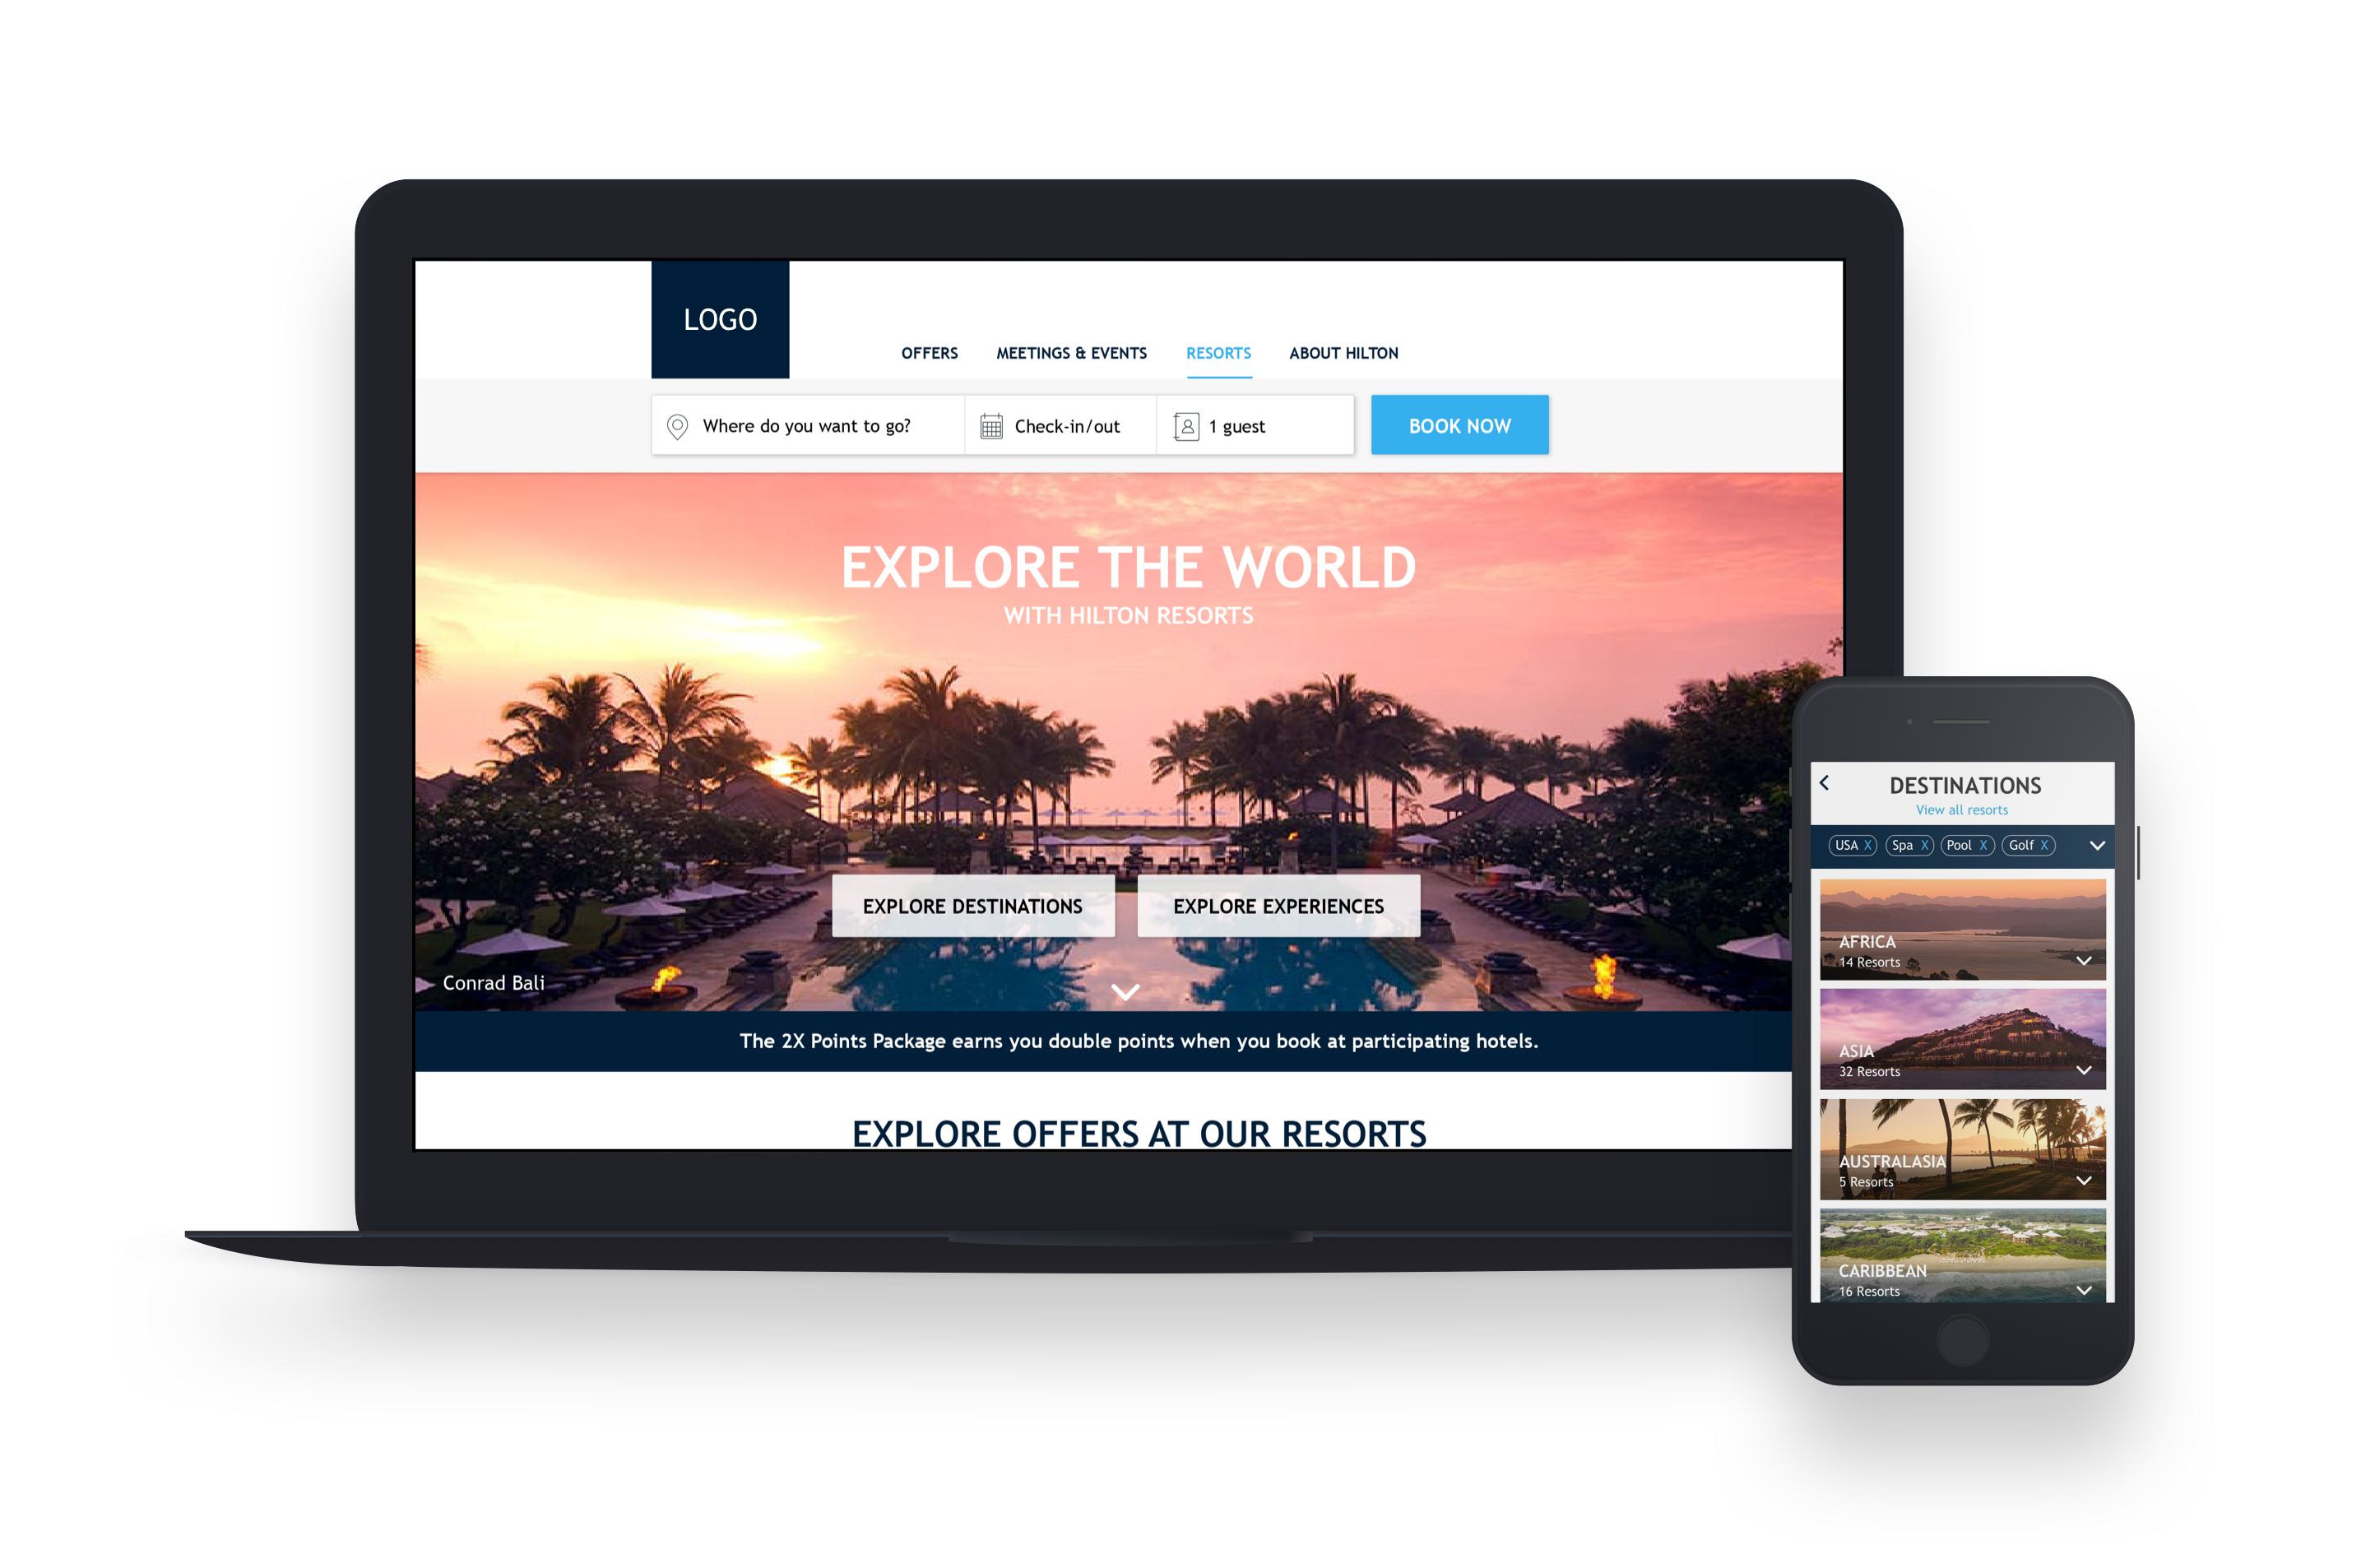 LOGO
OFFERS MEETINGS & EVENTS RESORTS ABOUT HILTON
Where do you want to go? Check-in/out 1 guest BOOK NOW
EXPLORE THE WORLD
WITH HILTON RESORTS
EXPLORE DESTINATIONS EXPLORE EXPERIENCES
Conrad Bali
The 2X Points Package earns you double points when you book at participating hotels.
EXPLORE OFFERS AT OUR RESORTS
DESTINATIONS
View all resorts
USA X Spa X Pool X Golf X
AFRICA
14 Resorts
ASIA
32 Resorts
AUSTRALASIA
5 Resorts
CARIBBEAN
16 Resorts